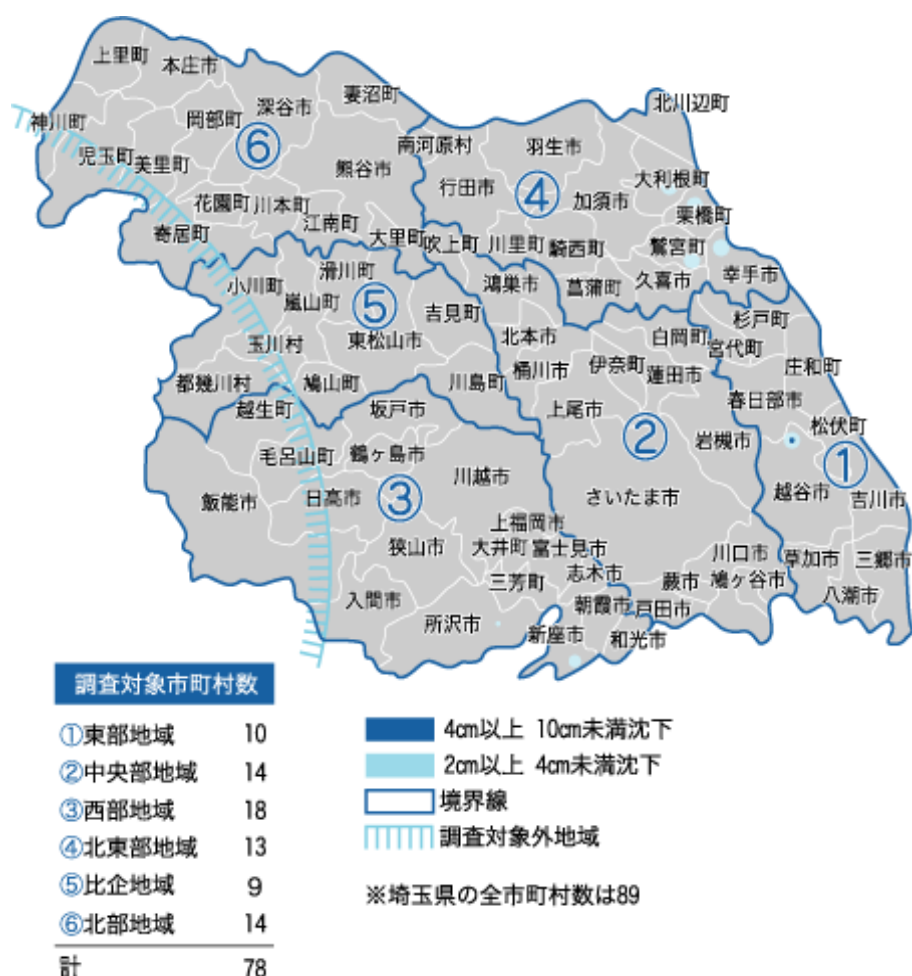 上里町
本庄市
妻沼町
北川辺町
深谷市
神川町
岡部町
⑥
南河原村
羽生市
児玉町
美里町
熊谷市
行田市
④
加須市
大利根町
栗橋町
花園町
川本町
江南町
大里町
吹上町
川里町
騎西町
鷲宮町
寄居町
久喜市
幸手市
滑川町
小川町
嵐山町
⑤
吉見町
鴻巣市
菖蒲町
杉戸町
玉川村
東松山市
北本市
白岡町
宮代町
伊奈町
蓮田市
庄和町
都幾川村
鳩山町
川島町
桶川市
春日部市
越生町
坂戸市
上尾市
②
岩槻市
松伏町
①
毛呂山町
鶴ヶ島市
川越市
飯能市
日高市
③
さいたま市
越谷市
吉川市
上福岡市
狭山市
大井町
富士見市
川口市
草加市
三郷市
三芳町
志木市
蕨市
鳩ヶ谷市
八潮市
入間市
朝霞市
戸田市
所沢市
新座市
和光市
調査対象市町村数
①東部地域 10
②中央部地域 14
③西部地域 18
④北東部地域 13
⑤比企地域 9
⑥北部地域 14
計 78
4cm以上 10cm未満沈下
2cm以上 4cm未満沈下
境界線
調査対象外地域
※埼玉県の全市町村数は89